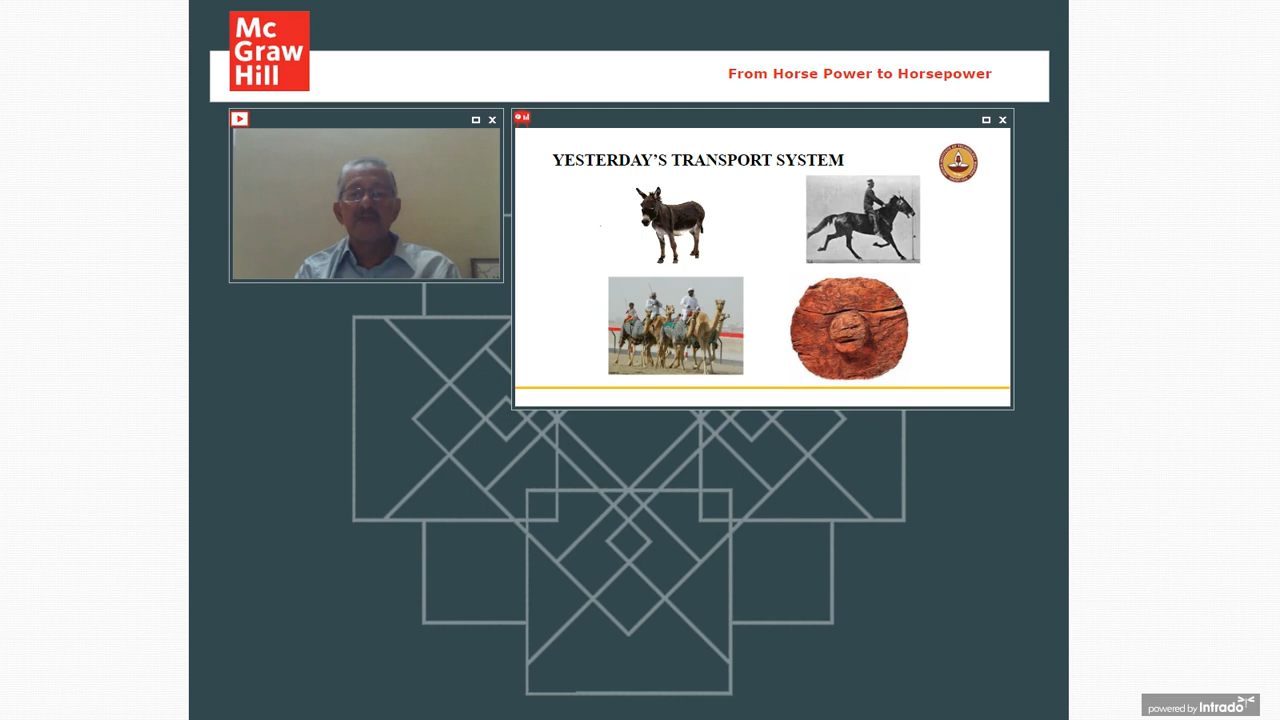 Mc
Graw
Hill
From Horse Power to Horsepower
YESTERDAY'S TRANSPORT SYSTEM
powered by Intrado